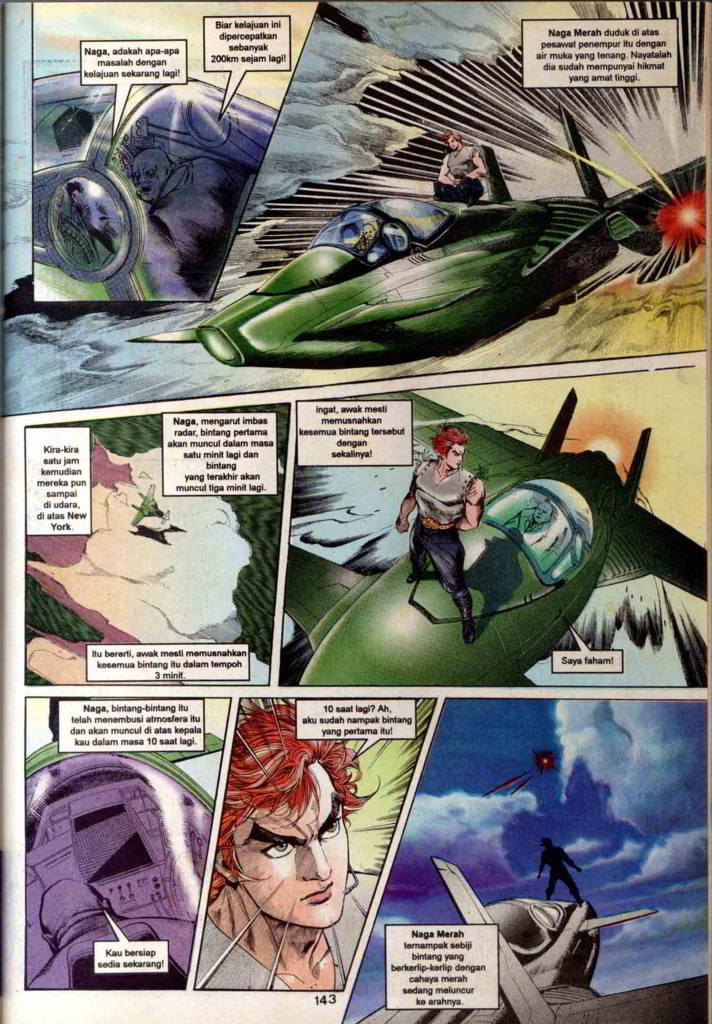 Naga, adakah apa-apa
masalah dengan
kelajuan sekarang lagi!
Biar kelajuan ini
dipercepatkan
sebanyak
200km sejam lagi!
Naga Merah duduk di atas
pesawat penempur itu dengan
air muka yang tenang. Nayatalah
dia sudah mempunyai hikmat
yang amat tinggi.
Kira-kira
satu jam
kemudian
mereka pun
sampai
di udara,
di atas New
York.
Naga, mengarut imbas
radar, bintang pertama
akan muncul dalam masa
satu minit lagi dan
bintang
yang terakhir akan
muncul tiga minit lagi.
Itu bererti, awak mesti memusnahkan
kesemua bintang itu dalam tempoh
3 minit.
ingat, awak mesti
memusnahkan
kesemua bintang tersebut
dengan
sekalinya!
Saya faham!
Naga, bintang-bintang itu
telah menembusi atmosfera itu
dan akan muncul di atas kepala
kau dalam masa 10 saat lagi.
Kau bersiap
sedia sekarang!
10 saat lagi? Ah,
aku sudah nampak bintang
yang pertama itu!
Naga Merah
ternampak sebiji
bintang yang
berkerlip-kerlip dengan
cahaya merah
sedang meluncur
ke arahnya.
143